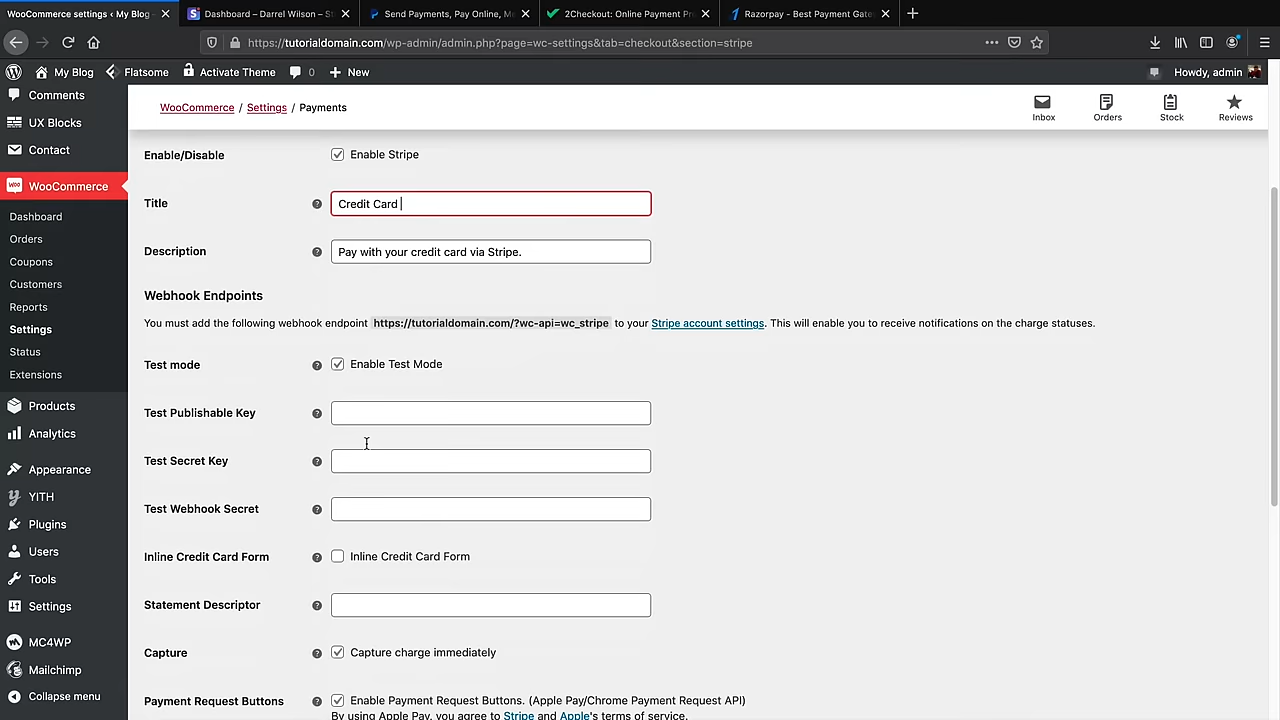 WooCommerce settings ‹ My Blog
Dashboard – Darrel Wilson – St
Send Payments, Pay Online, Me
2Checkout: Online Payment Pr
Razorpay - Best Payment Gate
https://tutorialdomain.com/wp-admin/admin.php?page=wc-settings&tab=checkout&section=stripe
My Blog
Flatsome
Activate Theme
0
New
Howdy, admin
Comments
UX Blocks
Contact
WooCommerce
Dashboard
Orders
Coupons
Customers
Reports
Settings
Status
Extensions
Products
Analytics
Appearance
YITH
Plugins
Users
Tools
Settings
MC4WP
Mailchimp
Collapse menu
WooCommerce / Settings / Payments
Inbox
Orders
Stock
Reviews
Enable/Disable
Enable Stripe
Title
Credit Card
Description
Pay with your credit card via Stripe.
Webhook Endpoints
You must add the following webhook endpoint https://tutorialdomain.com/?wc-api=wc_stripe to your Stripe account settings. This will enable you to receive notifications on the charge statuses.
Test mode
Enable Test Mode
Test Publishable Key
Test Secret Key
Test Webhook Secret
Inline Credit Card Form
Inline Credit Card Form
Statement Descriptor
Capture
Capture charge immediately
Payment Request Buttons
Enable Payment Request Buttons. (Apple Pay/Chrome Payment Request API)
By using Apple Pay, you agree to Stripe and Apple's terms of service.